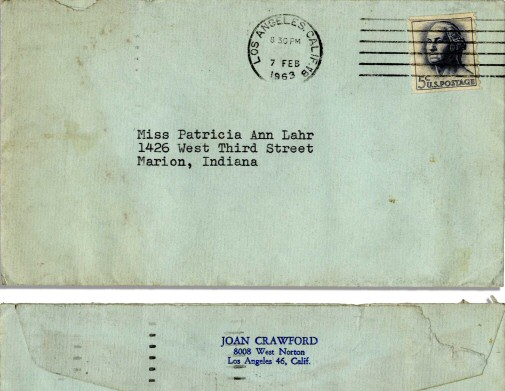 LOS ANGELES, CALIF.
8 30 PM
7 FEB
1963
5c U.S. POSTAGE
Miss Patricia Ann Lahr
1426 West Third Street
Marion, Indiana
JOAN CRAWFORD
8008 West Norton
Los Angeles 46, Calif.